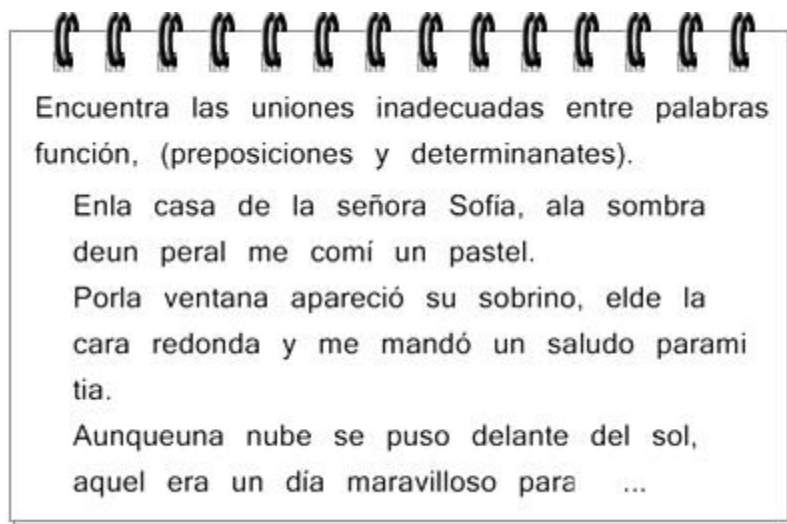 Encuentra las uniones inadecuadas entre palabras
función, (preposiciones y determinanates).
Enla casa de la señora Sofía, ala sombra
deun peral me comí un pastel.
Porla ventana apareció su sobrino, elde la
cara redonda y me mandó un saludo parami
tia.
Aunqueuna nube se puso delante del sol,
aquel era un día maravilloso para ...